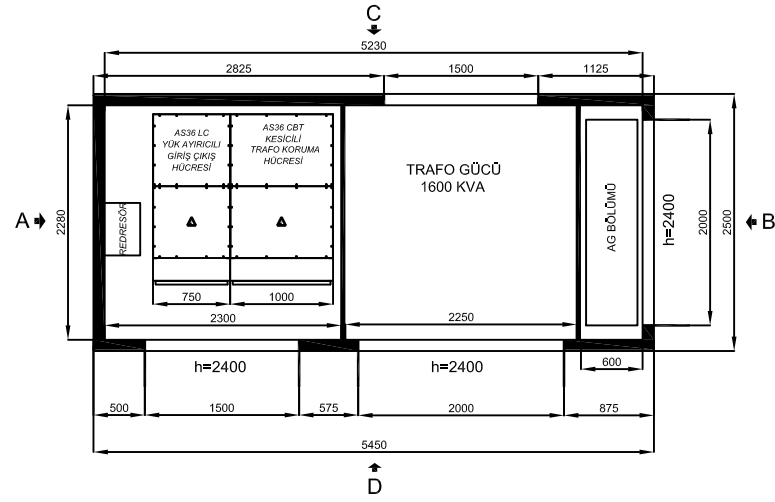 C
5230
2825
1500
1125
AS36 LC
YÜK AYIRICILI
GİRİŞ ÇIKIŞ
HÜCRESİ
AS36 CBT
KESİCİLİ
TRAFO KORUMA
HÜCRESİ
TRAFO GÜCÜ
1600 KVA
A
2280
REDRESÖR
AG BÖLÜMÜ
h=2400
2000
2500
B
750
1000
2300
2250
600
h=2400
h=2400
500
1500
575
2000
875
5450
D